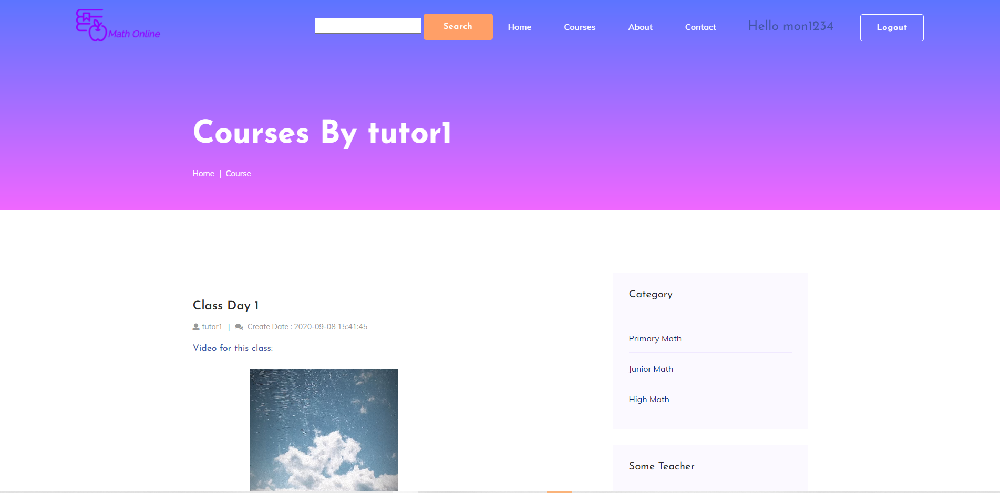 Math Online
Search
Home
Courses
About
Contact
Hello mon1234
Logout
Courses By tutor1
Home | Course
Class Day 1
tutor1 | Create Date : 2020-09-08 15:41:45
Video for this class:
Category
Primary Math
Junior Math
High Math
Some Teacher